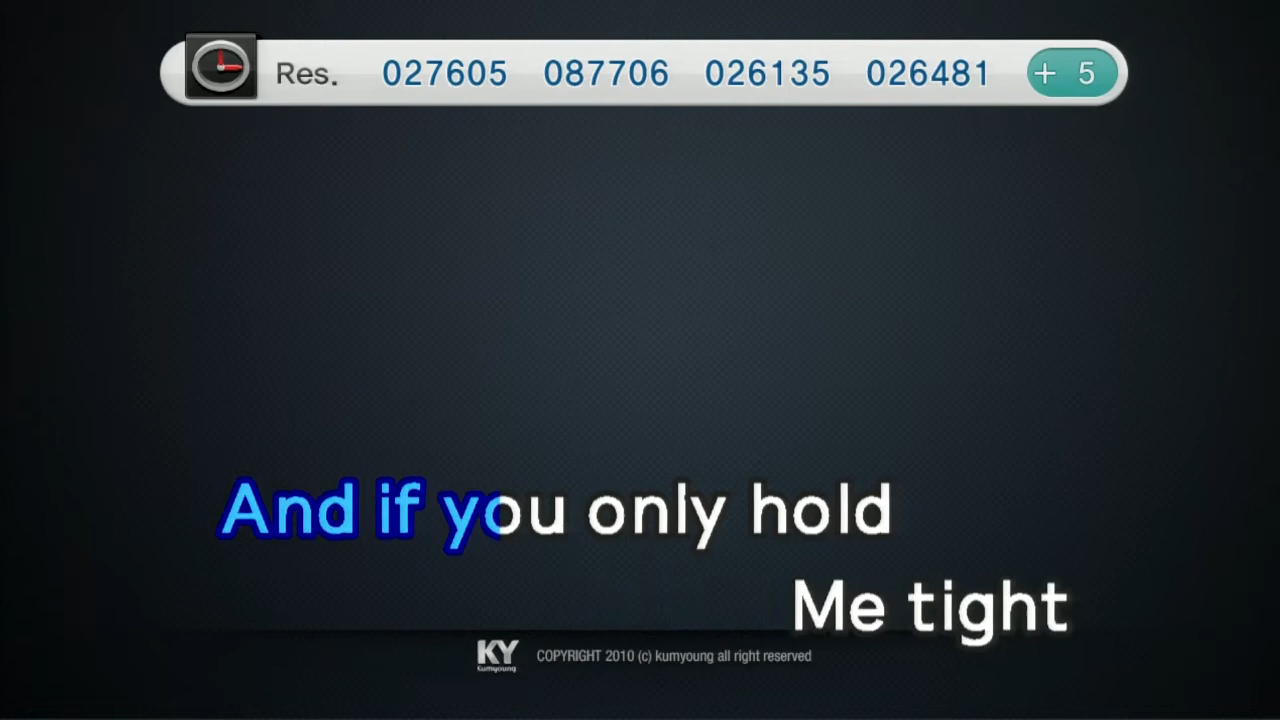 Res. 027605 087706 026135 026481 + 5
And if you only hold
Me tight
KY
kumyoung
COPYRIGHT 2010 (c) kumyoung all right reserved